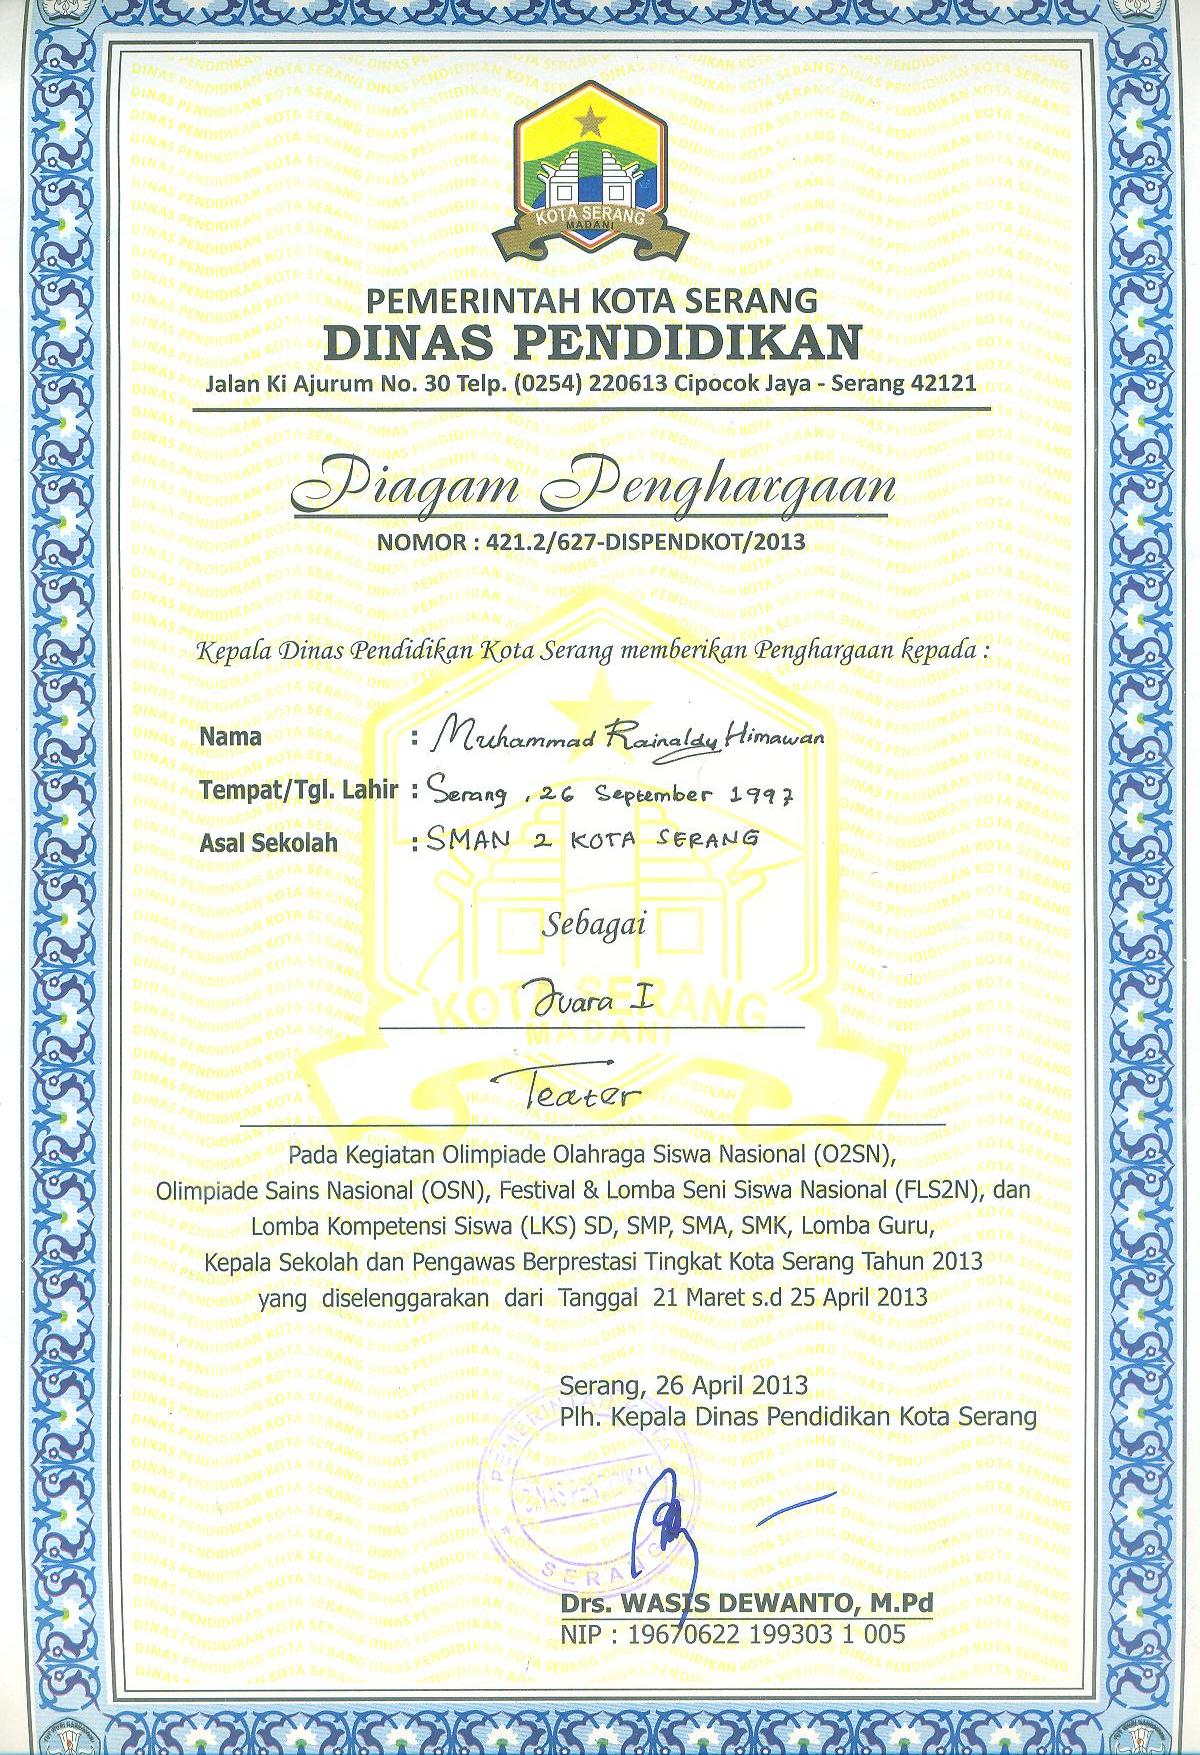 KOTA SERANG
MADANI
PEMERINTAH KOTA SERANG
DINAS PENDIDIKAN
Jalan Ki Ajurum No. 30 Telp. (0254) 220613 Cipocok Jaya - Serang 42121
Piagam Penghargaan
NOMOR : 421.2/627-DISPENDKOT/2013
Kepala Dinas Pendidikan Kota Serang memberikan Penghargaan kepada :
Nama : Muhammad Rainaldy Himawan
Tempat/Tgl. Lahir : Serang, 26 September 1997
Asal Sekolah : SMAN 2 KOTA SERANG
Sebagai
Juara I
KOTA SERANG
MADANI
Teater
Pada Kegiatan Olimpiade Olahraga Siswa Nasional (O2SN),
Olimpiade Sains Nasional (OSN), Festival & Lomba Seni Siswa Nasional (FLS2N), dan
Lomba Kompetensi Siswa (LKS) SD, SMP, SMA, SMK, Lomba Guru,
Kepala Sekolah dan Pengawas Berprestasi Tingkat Kota Serang Tahun 2013
yang diselenggarakan dari Tanggal 21 Maret s.d 25 April 2013
Serang, 26 April 2013
Plh. Kepala Dinas Pendidikan Kota Serang
DINAS PENDIDIKAN
SERANG
Drs. WASIS DEWANTO, M.Pd
NIP : 19670622 199303 1 005